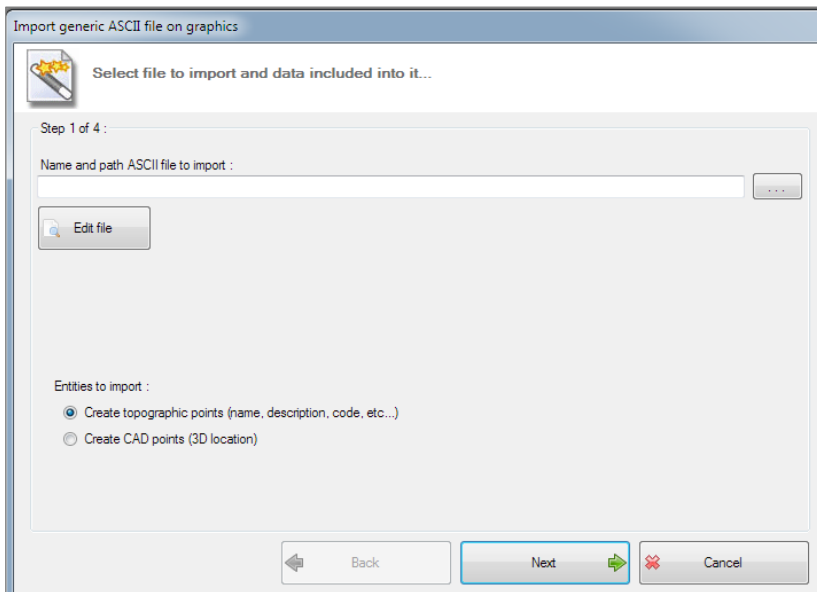 Import generic ASCII file on graphics
Select file to import and data included into it...
Step 1 of 4 :
Name and path ASCII file to import :
...
Edit file
Entities to import :
Create topographic points (name, description, code, etc...)
Create CAD points (3D location)
Back Next Cancel